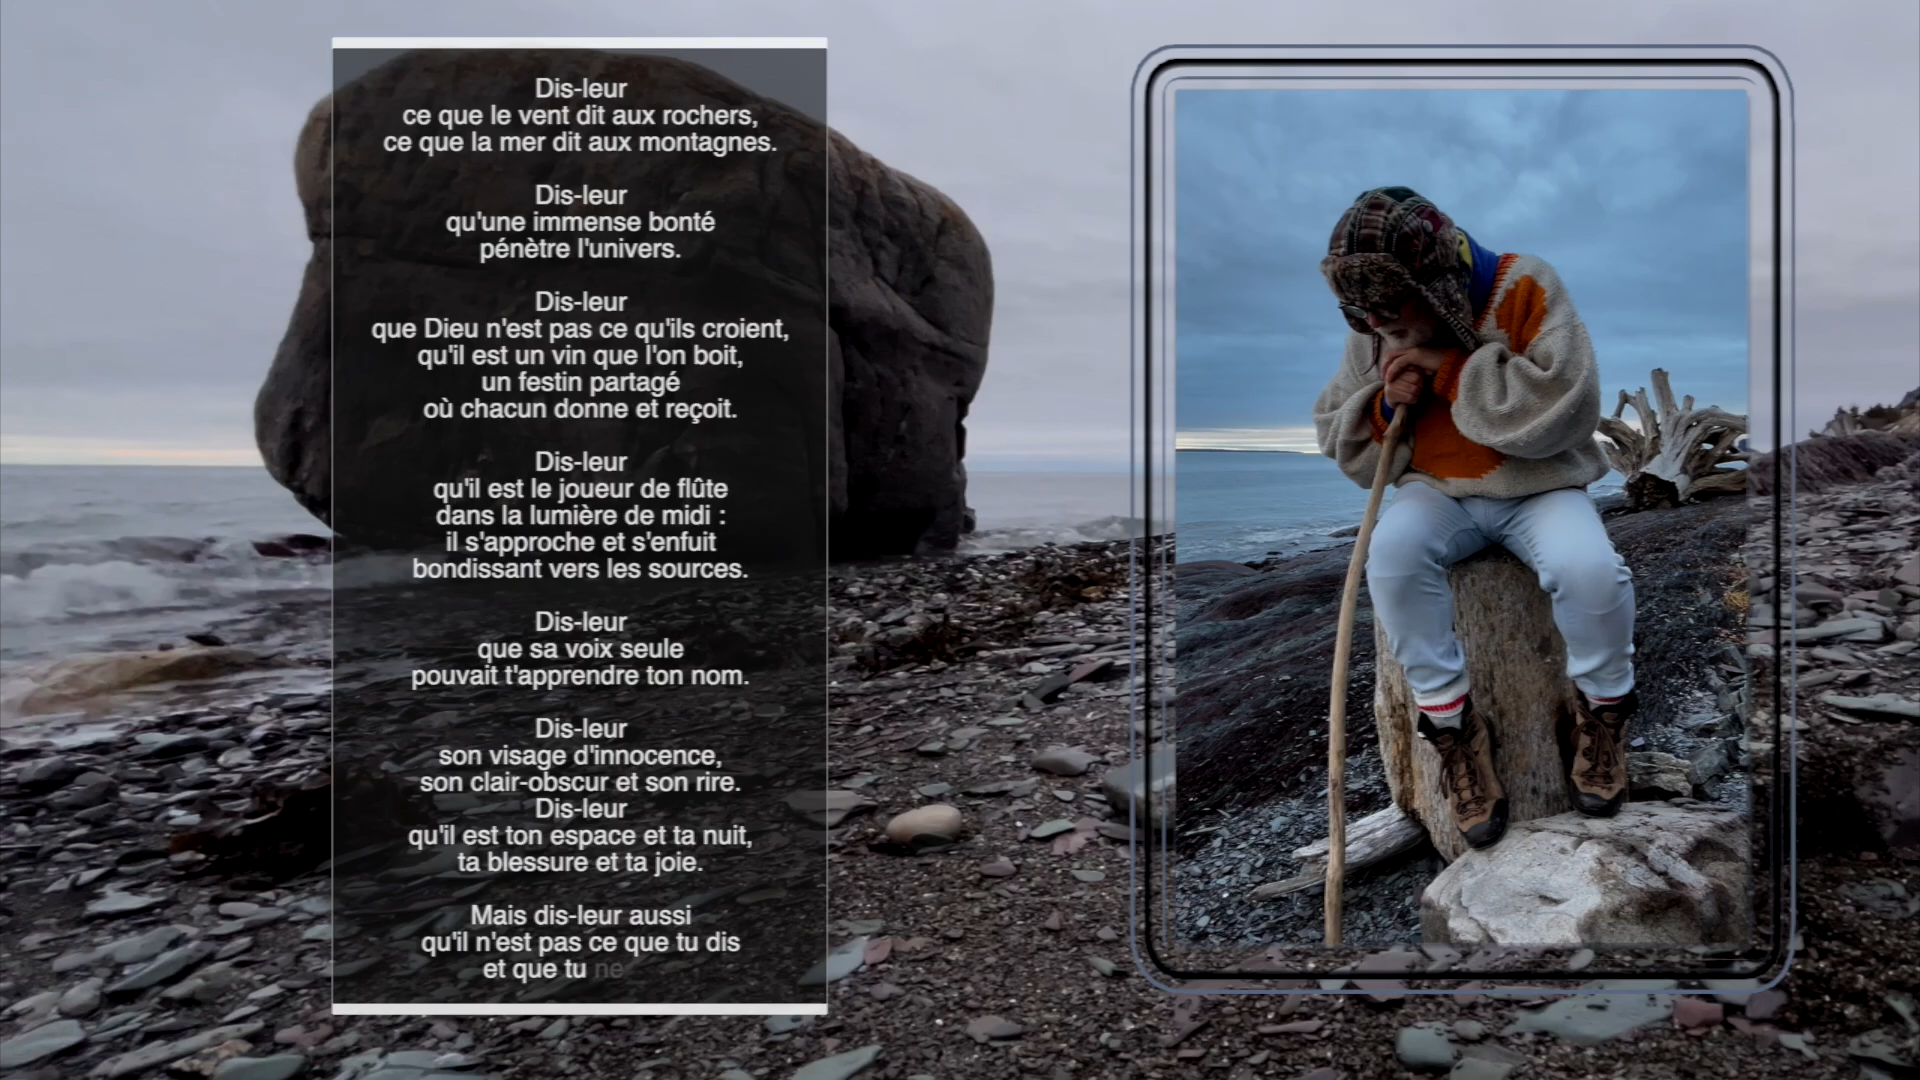 Dis-leur
ce que le vent dit aux rochers,
ce que la mer dit aux montagnes.
Dis-leur
qu'une immense bonté
pénètre l'univers.
Dis-leur
que Dieu n'est pas ce qu'ils croient,
qu'il est un vin que l'on boit,
un festin partagé
où chacun donne et reçoit.
Dis-leur
qu'il est le joueur de flûte
dans la lumière de midi :
il s'approche et s'enfuit
bondissant vers les sources.
Dis-leur
que sa voix seule
pouvait t'apprendre ton nom.
Dis-leur
son visage d'innocence,
son clair-obscur et son rire.
Dis-leur
qu'il est ton espace et ta nuit,
ta blessure et ta joie.
Mais dis-leur aussi
qu'il n'est pas ce que tu dis
et que tu ne